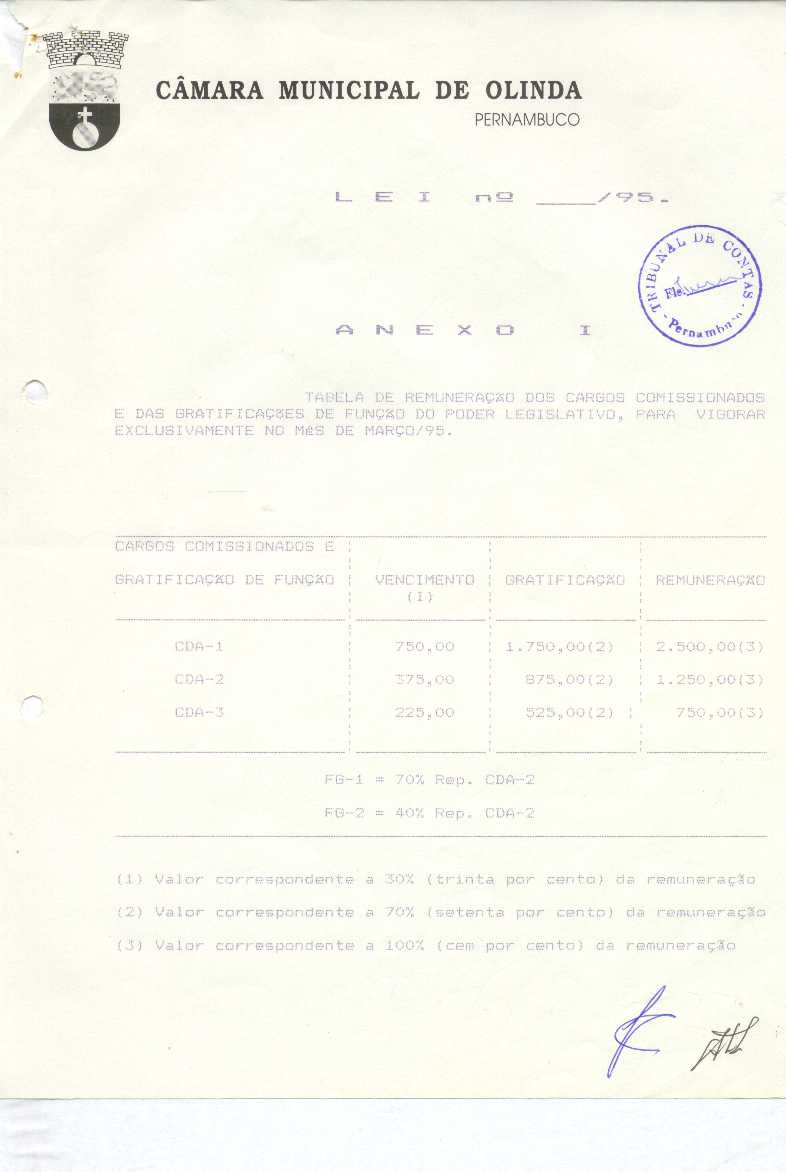 CÂMARA MUNICIPAL DE OLINDA
PERNAMBUCO
L E I nº ____/95.
TRIBUNAL DE CONTAS
Fls.
- Pernambuco -
A N E X O I
TABELA DE REMUNERAÇÃO DOS CARGOS COMISSIONADOS
E DAS GRATIFICAÇÕES DE FUNÇÃO DO PODER LEGISLATIVO, PARA VIGORAR
EXCLUSIVAMENTE NO MÊS DE MARÇO/95.
CARGOS COMISSIONADOS E
GRATIFICAÇÃO DE FUNÇÃO | VENCIMENTO | GRATIFICAÇÃO | REMUNERAÇÃO
(1)
CDA-1 | 750,00 | 1.750,00(2) | 2.500,00(3)
CDA-2 | 375,00 | 875,00(2) | 1.250,00(3)
CDA-3 | 225,00 | 525,00(2) | 750,00(3)
FG-1 = 70% Rep. CDA-2
FG-2 = 40% Rep. CDA-2
(1) Valor correspondente a 30% (trinta por cento) da remuneração
(2) Valor correspondente a 70% (setenta por cento) da remuneração
(3) Valor correspondente a 100% (cem por cento) da remuneração